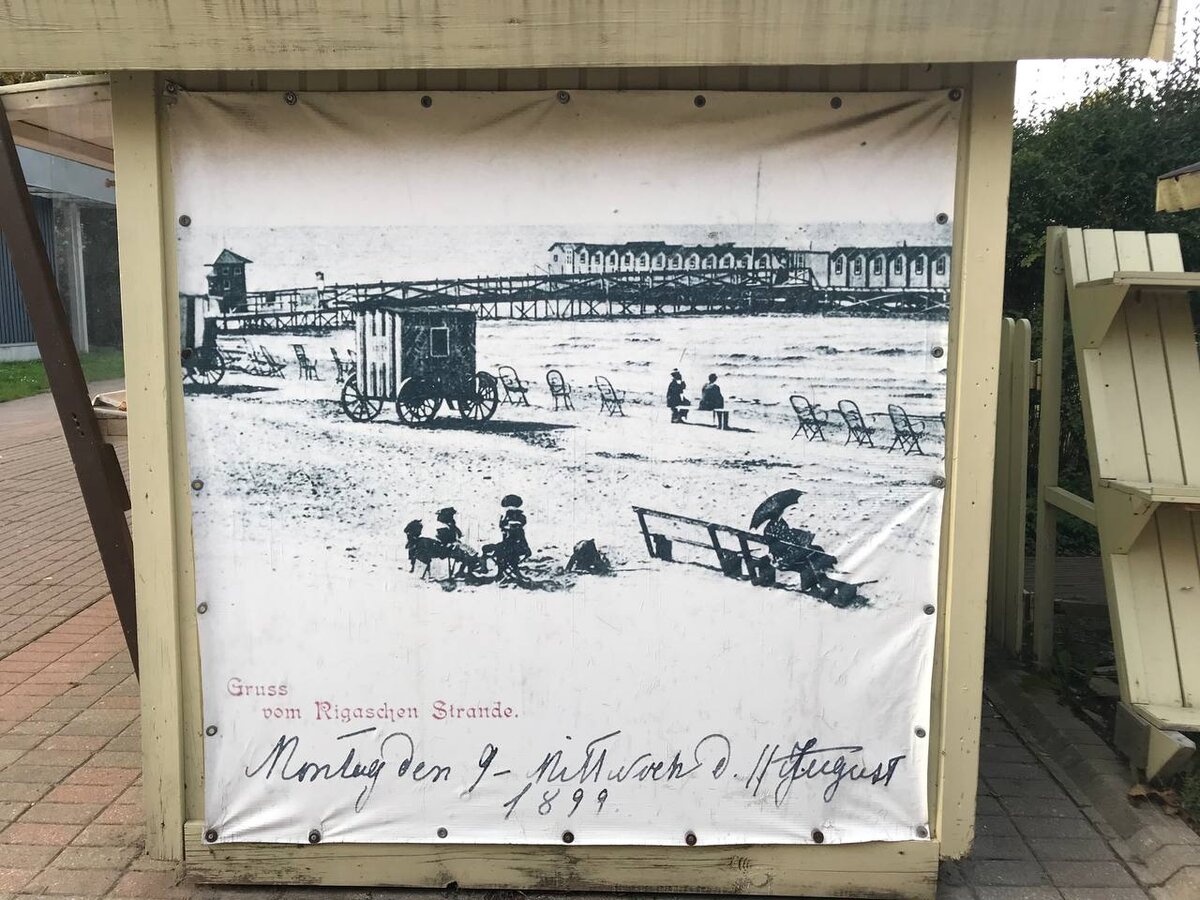 Gruss
vom Rigaschen Strande.
Montag den 9 – Mittwoch d. 11 August
1899.